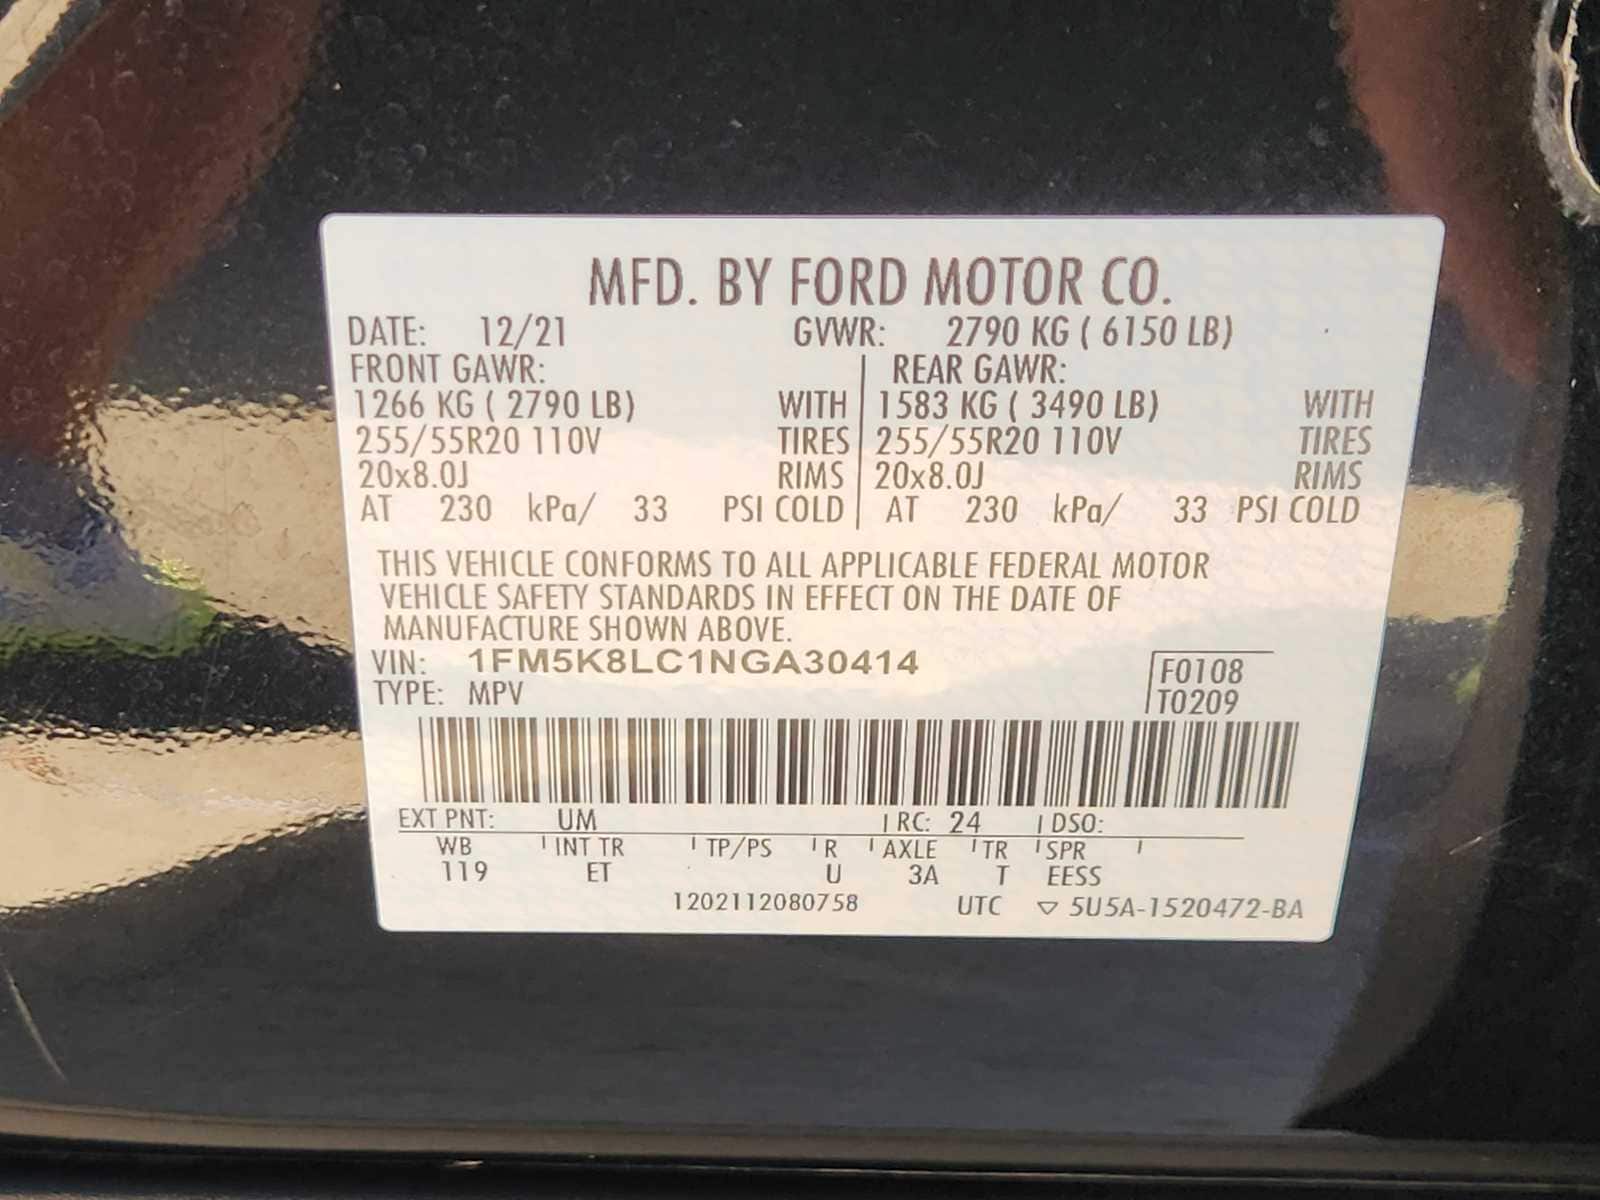 MFD. BY FORD MOTOR CO.
DATE: 12/21 GVWR: 2790 KG ( 6150 LB)
FRONT GAWR: REAR GAWR:
1266 KG ( 2790 LB) WITH 1583 KG ( 3490 LB) WITH
255/55R20 110V TIRES 255/55R20 110V TIRES
20x8.0J RIMS 20x8.0J RIMS
AT 230 kPa/ 33 PSI COLD AT 230 kPa/ 33 PSI COLD
THIS VEHICLE CONFORMS TO ALL APPLICABLE FEDERAL MOTOR
VEHICLE SAFETY STANDARDS IN EFFECT ON THE DATE OF
MANUFACTURE SHOWN ABOVE.
VIN: 1FM5K8LC1NGA30414 F0108
TYPE: MPV T0209
EXT PNT: UM RC: 24 DSO:
WB INT TR TP/PS R AXLE TR SPR
119 ET U 3A T EESS
1202112080758 UTC ▽ 5U5A-1520472-BA